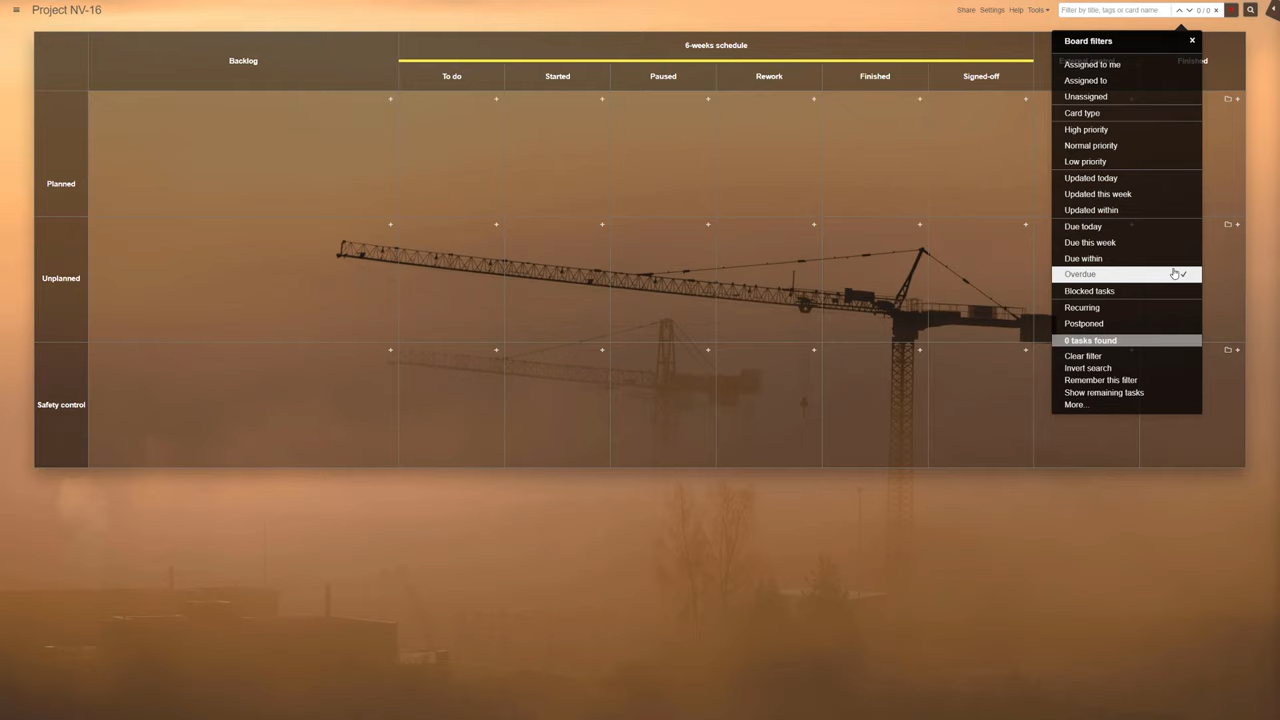 Project NV-16
Share Settings Help Tools
Filter by title, tags or card name
0 / 0
Backlog
6-weeks schedule
To do
Started
Paused
Rework
Finished
Signed-off
Finished
Planned
Unplanned
Safety control
Board filters
Assigned to me
Assigned to
Unassigned
Card type
High priority
Normal priority
Low priority
Updated today
Updated this week
Updated within
Due today
Due this week
Due within
Overdue
Blocked tasks
Recurring
Postponed
0 tasks found
Clear filter
Invert search
Remember this filter
Show remaining tasks
More...